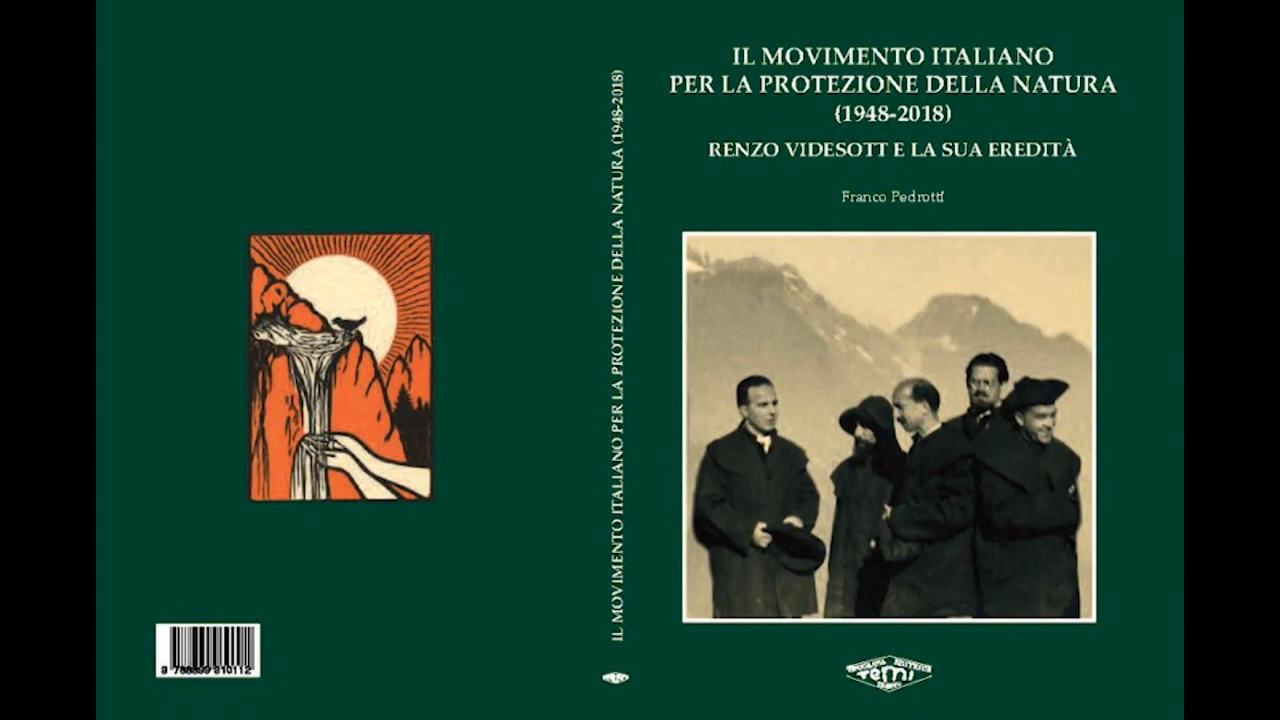 IL MOVIMENTO ITALIANO
PER LA PROTEZIONE DELLA NATURA
(1948-2018)
RENZO VIDESOTT E LA SUA EREDITÀ
Franco Pedrotti
IL MOVIMENTO ITALIANO PER LA PROTEZIONE DELLA NATURA (1948-2018)
EDITRICE
TEMI